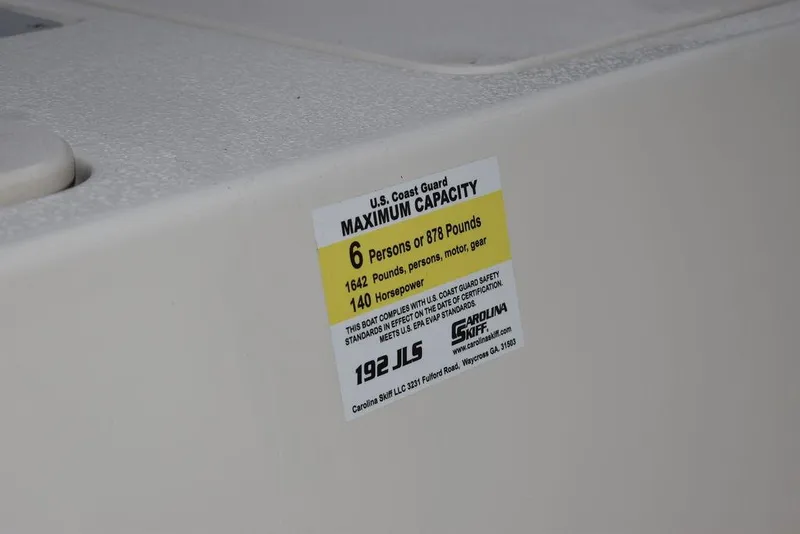 U.S. Coast Guard
MAXIMUM CAPACITY
6 Persons or 878 Pounds
1642 Pounds, persons, motor, gear
140 Horsepower
THIS BOAT COMPLIES WITH U.S. COAST GUARD SAFETY
STANDARDS IN EFFECT ON THE DATE OF CERTIFICATION.
MEETS U.S. EPA EVAP STANDARDS.
192 JLS
CAROLINA
SKIFF
www.carolinaskiff.com
Carolina Skiff LLC 3231 Fulford Road, Waycross GA. 31503